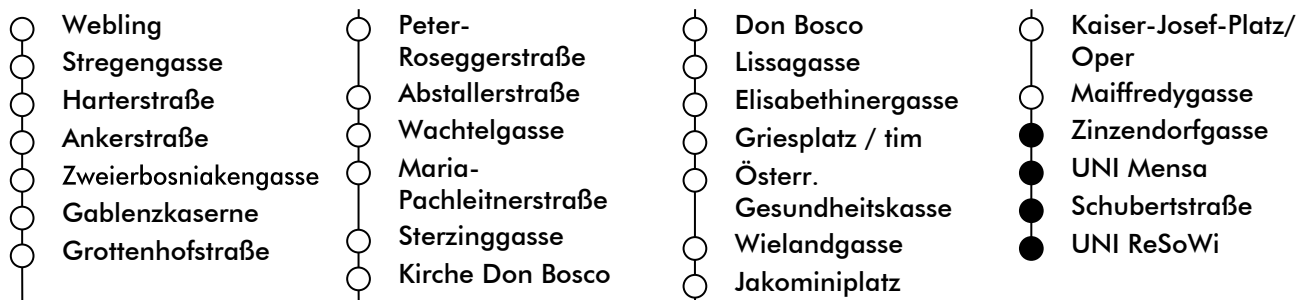 Webling
Stregengasse
Harterstraße
Ankerstraße
Zweierbosniakengasse
Gablenzkaserne
Grottenhofstraße
Peter-
Roseggerstraße
Abstallerstraße
Wachtelgasse
Maria-
Pachleitnerstraße
Sterzinggasse
Kirche Don Bosco
Don Bosco
Lissagasse
Elisabethinergasse
Griesplatz / tim
Österr.
Gesundheitskasse
Wielandgasse
Jakominiplatz
Kaiser-Josef-Platz/
Oper
Maiffredygasse
Zinzendorfgasse
UNI Mensa
Schubertstraße
UNI ReSoWi